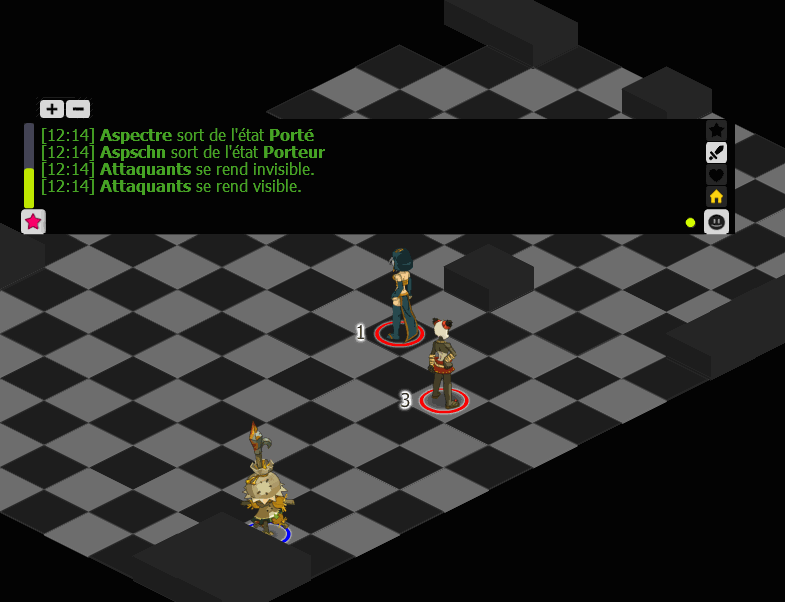 [12:14] Aspectre sort de l'état Porté
[12:14] Aspschn sort de l'état Porteur
[12:14] Attaquants se rend invisible.
[12:14] Attaquants se rend visible.
1
3